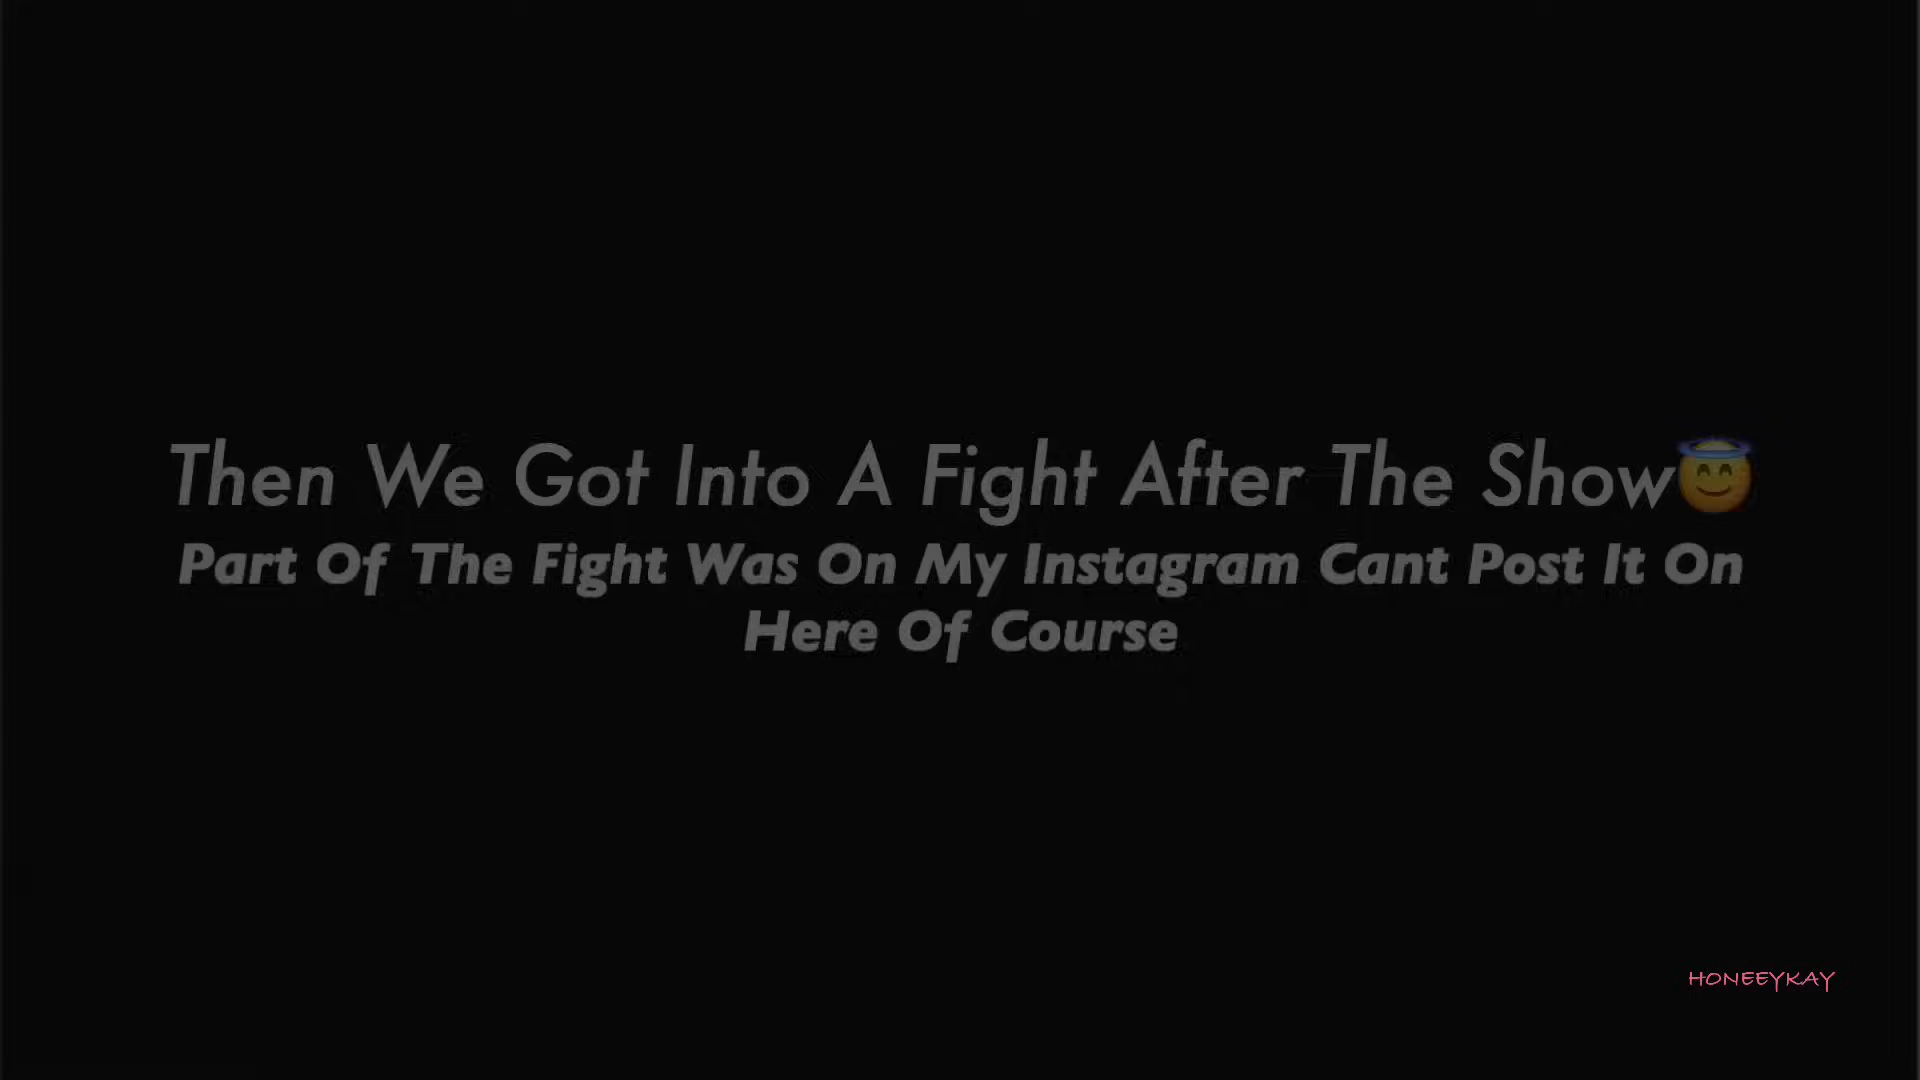 Then We Got Into A Fight After The Show😇
Part Of The Fight Was On My Instagram Cant Post It On
Here Of Course
HONEEYKAY